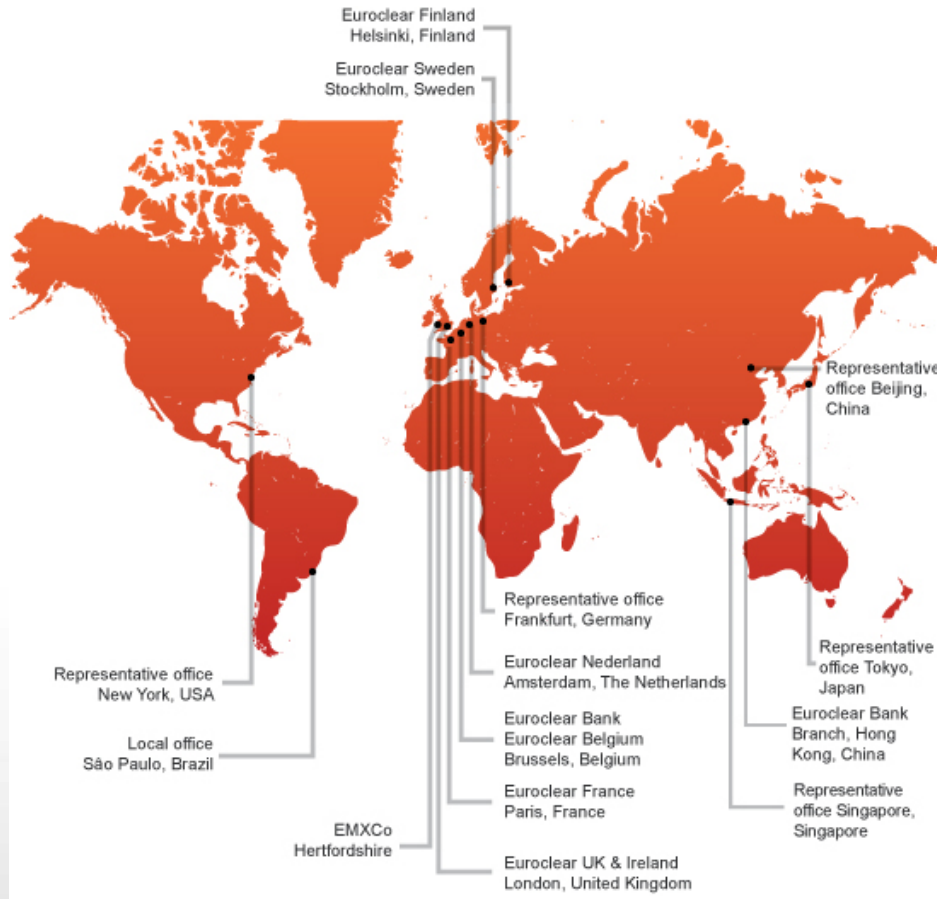 Euroclear Finland
Helsinki, Finland
Euroclear Sweden
Stockholm, Sweden
Representative
office Beijing,
China
Representative office
Frankfurt, Germany
Representative office
New York, USA
Euroclear Nederland
Amsterdam, The Netherlands
Representative
office Tokyo,
Japan
Local office
São Paulo, Brazil
Euroclear Bank
Euroclear Belgium
Brussels, Belgium
Euroclear Bank
Branch, Hong
Kong, China
Euroclear France
Paris, France
Representative
office Singapore,
Singapore
EMXCo
Hertfordshire
Euroclear UK & Ireland
London, United Kingdom